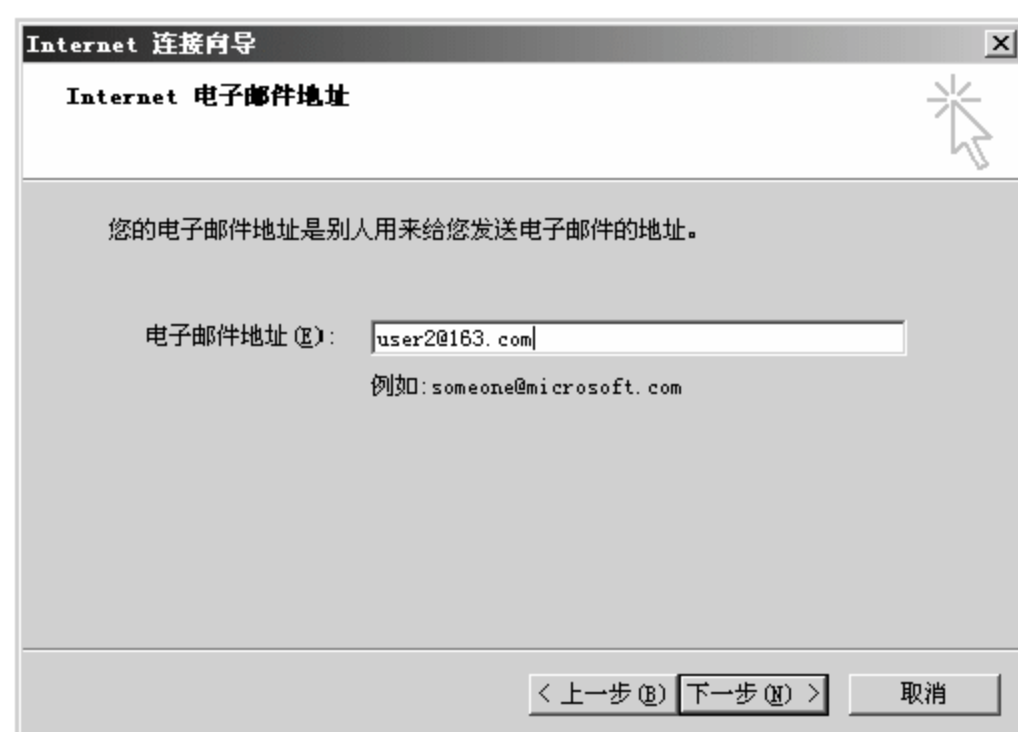 Internet 连接向导
Internet 电子邮件地址
您的电子邮件地址是别人用来给您发送电子邮件的地址。
电子邮件地址(E): user2@163.com
例如:someone@microsoft.com
< 上一步(B) 下一步(N) > 取消